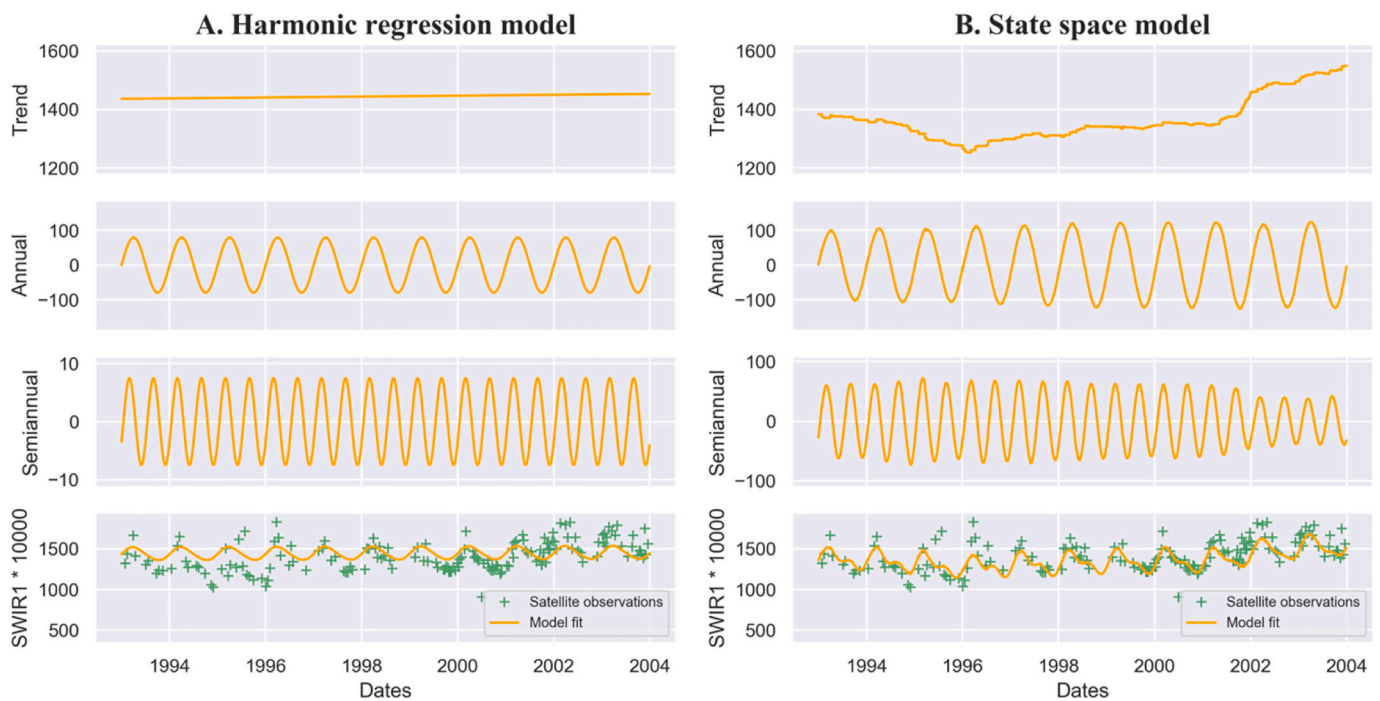 A. Harmonic regression model
1600
1400
1200
Trend
100
0
−100
Annual
10
0
−10
Semiannual
1500
1000
500
SWIR1 * 10000
Satellite observations
Model fit
1994 1996 1998 2000 2002 2004
Dates
B. State space model
1600
1400
1200
Trend
100
0
−100
Annual
100
0
−100
Semiannual
1500
1000
500
SWIR1 * 10000
Satellite observations
Model fit
1994 1996 1998 2000 2002 2004
Dates